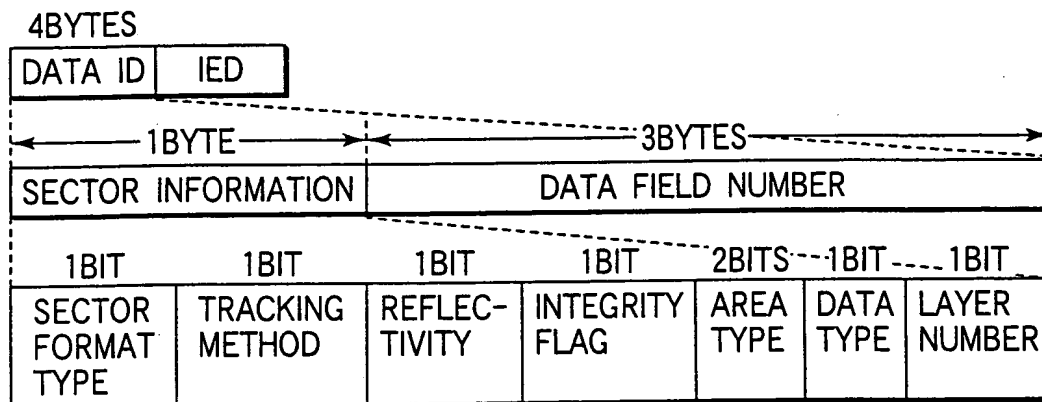 4BYTES
DATA ID IED
1BYTE 3BYTES
SECTOR INFORMATION DATA FIELD NUMBER
1BIT 1BIT 1BIT 1BIT 2BITS 1BIT 1BIT
SECTOR FORMAT TYPE
TRACKING METHOD
REFLEC-
TIVITY
INTEGRITY FLAG
AREA TYPE
DATA TYPE
LAYER NUMBER